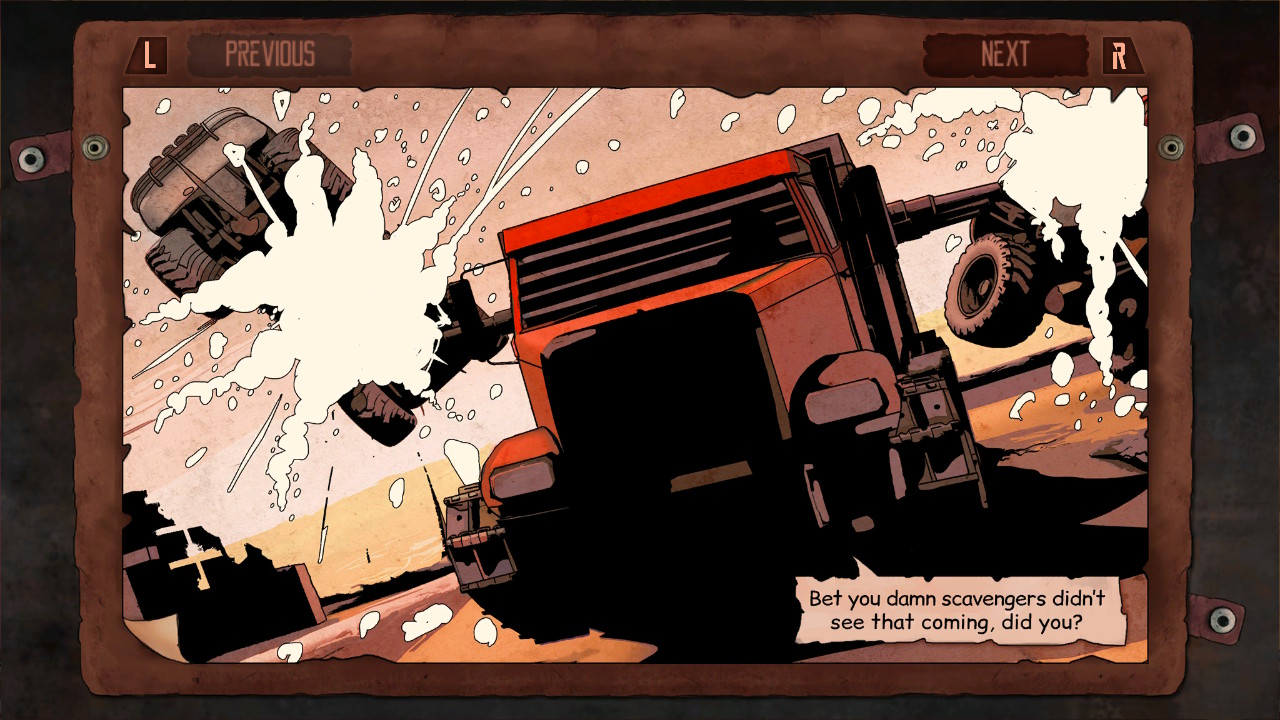 L PREVIOUS NEXT R
Bet you damn scavengers didn't
see that coming, did you?